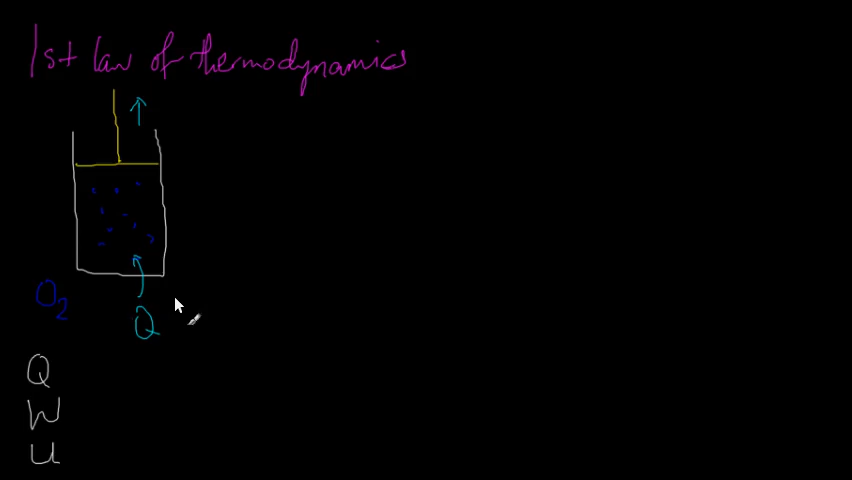 1st law of thermodynamics
O₂
Q
Q
W
U